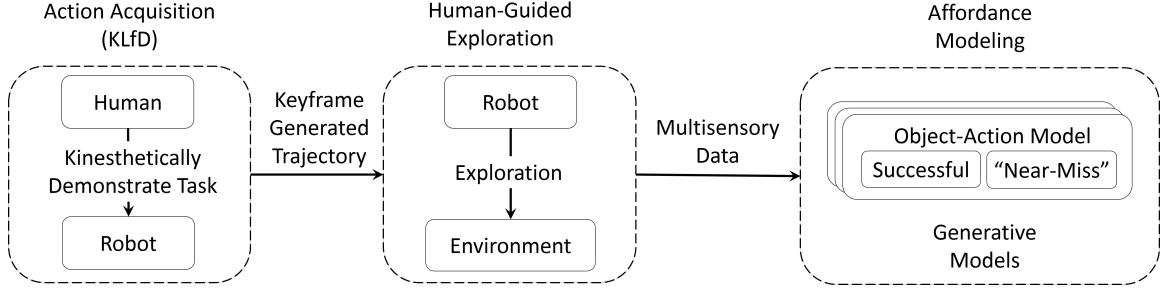 Action Acquisition
(KLfD)
Human
Kinesthetically
Demonstrate Task
Robot
Keyframe
Generated
Trajectory
Human-Guided
Exploration
Robot
Exploration
Environment
Multisensory
Data
Affordance
Modeling
Object-Action Model
Successful
“Near-Miss”
Generative
Models